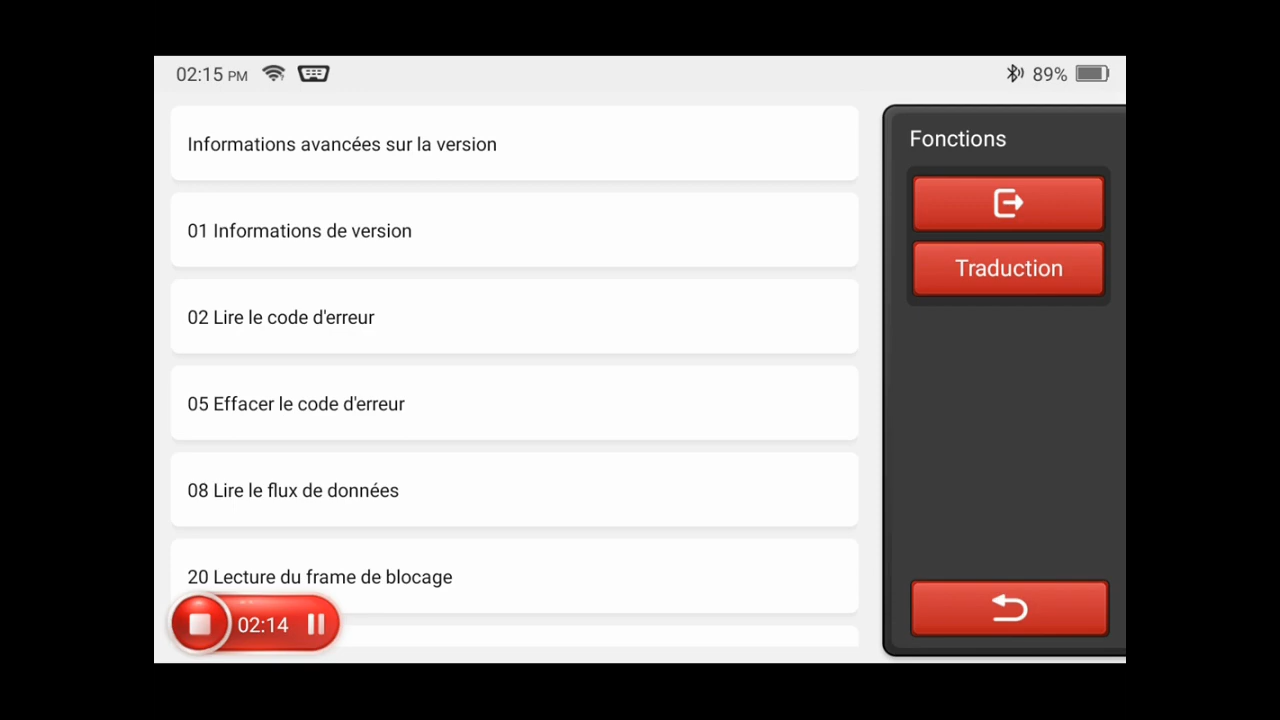 02:15 PM
89%
Informations avancées sur la version
01 Informations de version
02 Lire le code d'erreur
05 Effacer le code d'erreur
08 Lire le flux de données
20 Lecture du frame de blocage
02:14
Fonctions
Traduction